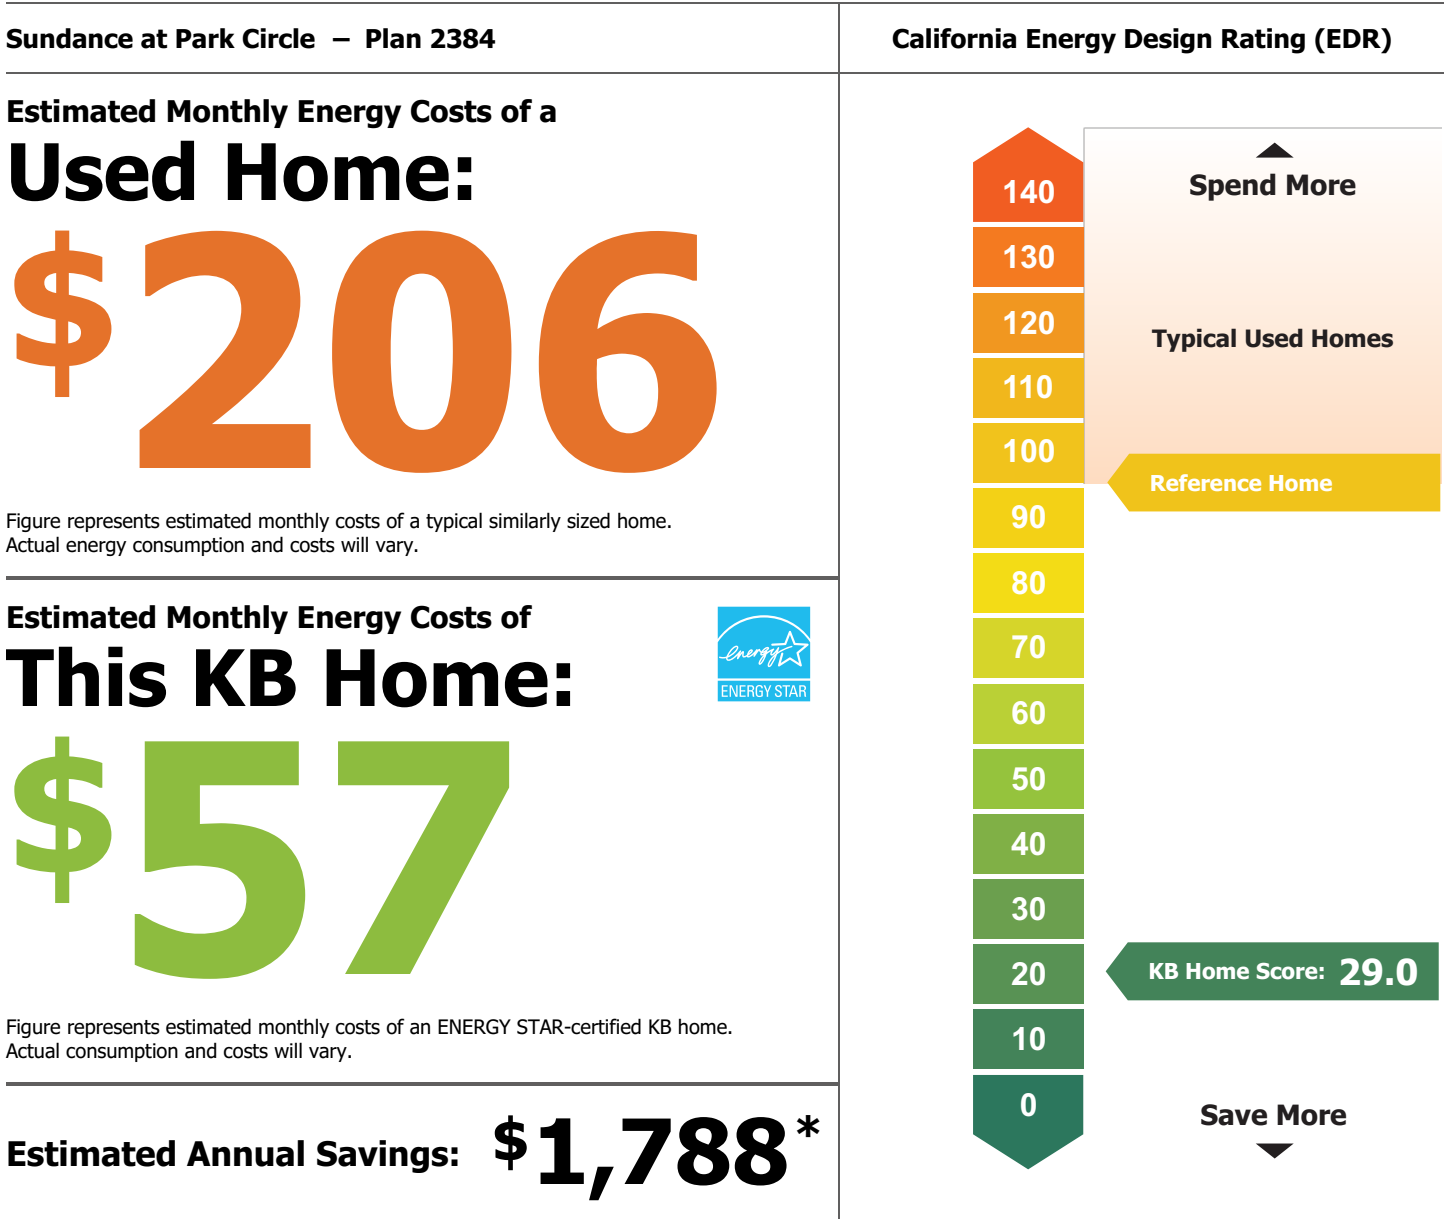 Sundance at Park Circle – Plan 2384
Estimated Monthly Energy Costs of a
Used Home:
$206
Figure represents estimated monthly costs of a typical similarly sized home.
Actual energy consumption and costs will vary.
Estimated Monthly Energy Costs of
This KB Home:
energy
ENERGY STAR
$57
Figure represents estimated monthly costs of an ENERGY STAR-certified KB home.
Actual consumption and costs will vary.
Estimated Annual Savings: $1,788*
California Energy Design Rating (EDR)
Spend More
140
130
120
Typical Used Homes
110
100
Reference Home
90
80
70
60
50
40
30
20
KB Home Score: 29.0
10
0
Save More